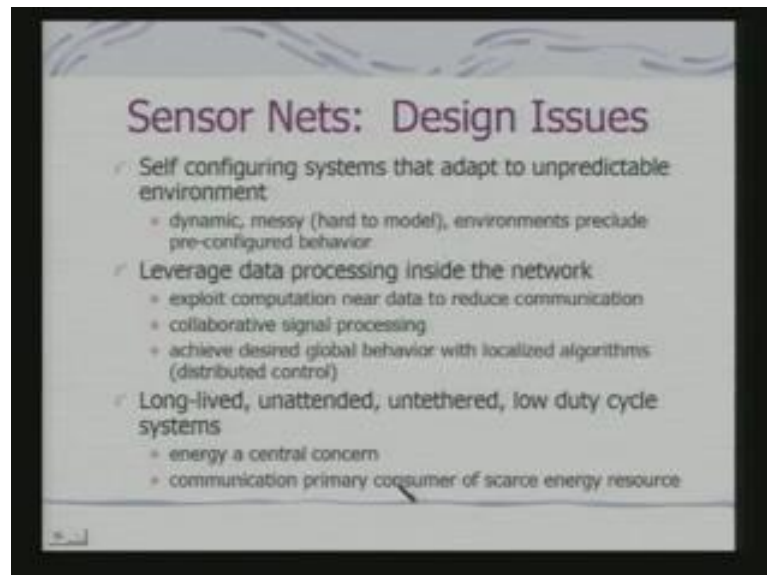 Sensor Nets: Design Issues
Self configuring systems that adapt to unpredictable
environment
dynamic, messy (hard to model), environments preclude
pre-configured behavior
Leverage data processing inside the network
exploit computation near data to reduce communication
collaborative signal processing
achieve desired global behavior with localized algorithms
(distributed control)
Long-lived, unattended, untethered, low duty cycle
systems
energy a central concern
communication primary consumer of scarce energy resource